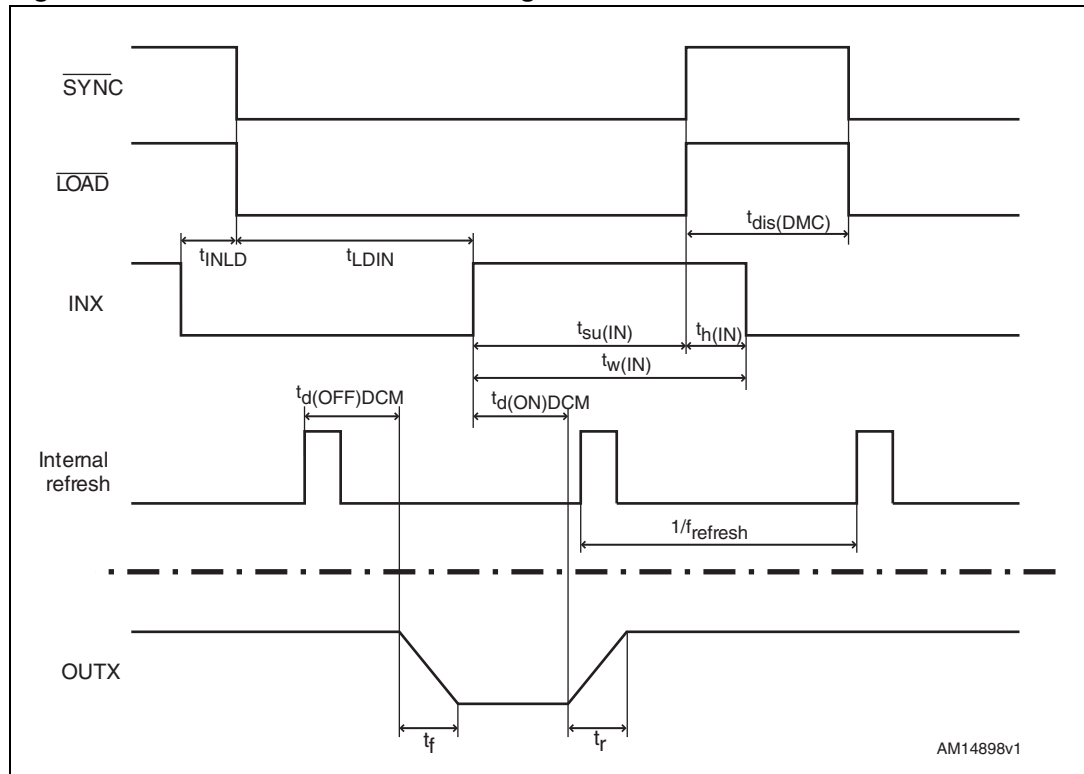 SYNC
LOAD
tdis(DMC)
tINLD
tLDIN
INX
tsu(IN)
th(IN)
tw(IN)
td(OFF)DCM
td(ON)DCM
Internal
refresh
1/frefresh
OUTX
tf
tr
AM14898v1